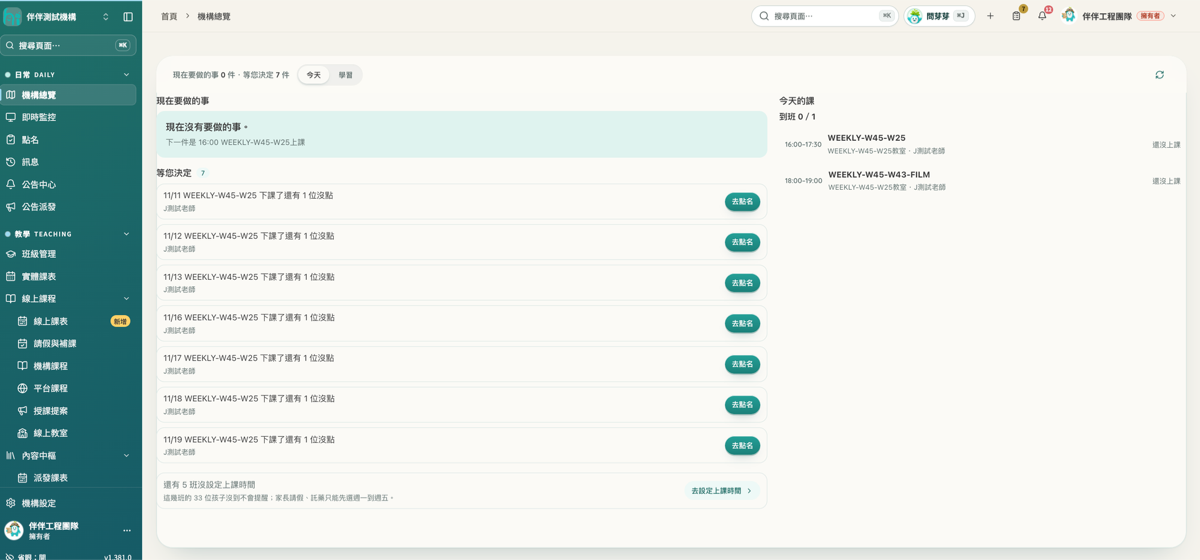 伴伴測試機構
搜尋頁面⋯
⌘K
日常 DAILY
機構總覽
即時監控
點名
訊息
公告中心
公告派發
教學 TEACHING
班級管理
實體課表
線上課程
線上課表
新增
請假與補課
機構課程
平台課程
授課提案
線上教室
內容中樞
派發課表
機構設定
伴伴工程團隊
擁有者
v1.381.0
首頁
機構總覽
搜尋頁面⋯
⌘K
問芽芽
⌘J
7
12
伴伴工程團隊
擁有者
現在要做的事 0 件・等您決定 7 件
今天
學習
現在要做的事
現在沒有要做的事。
下一件是 16:00 WEEKLY-W45-W25上課
等您決定 7
11/11 WEEKLY-W45-W25 下課了還有 1 位沒點
J測試老師
去點名
11/12 WEEKLY-W45-W25 下課了還有 1 位沒點
J測試老師
去點名
11/13 WEEKLY-W45-W25 下課了還有 1 位沒點
J測試老師
去點名
11/16 WEEKLY-W45-W25 下課了還有 1 位沒點
J測試老師
去點名
11/17 WEEKLY-W45-W25 下課了還有 1 位沒點
J測試老師
去點名
11/18 WEEKLY-W45-W25 下課了還有 1 位沒點
J測試老師
去點名
11/19 WEEKLY-W45-W25 下課了還有 1 位沒點
J測試老師
去點名
還有 5 班沒設定上課時間
這幾班的 33 位孩子沒到不會提醒；家長請假、託藥只能先選週一到週五。
去設定上課時間
今天的課
到班 0 / 1
16:00-17:30
WEEKLY-W45-W25
WEEKLY-W45-W25教室・J測試老師
還沒上課
18:00-19:00
WEEKLY-W45-W43-FILM
WEEKLY-W45-W25教室・J測試老師
還沒上課